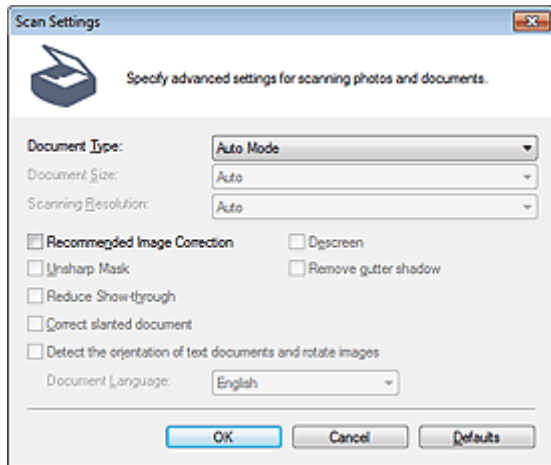 Scan Settings
Specify advanced settings for scanning photos and documents.
Document Type: Auto Mode
Document Size: Auto
Scanning Resolution: Auto
Recommended Image Correction Descreen
Unsharp Mask Remove gutter shadow
Reduce Show-through
Correct slanted document
Detect the orientation of text documents and rotate images
Document Language: English
OK Cancel Defaults